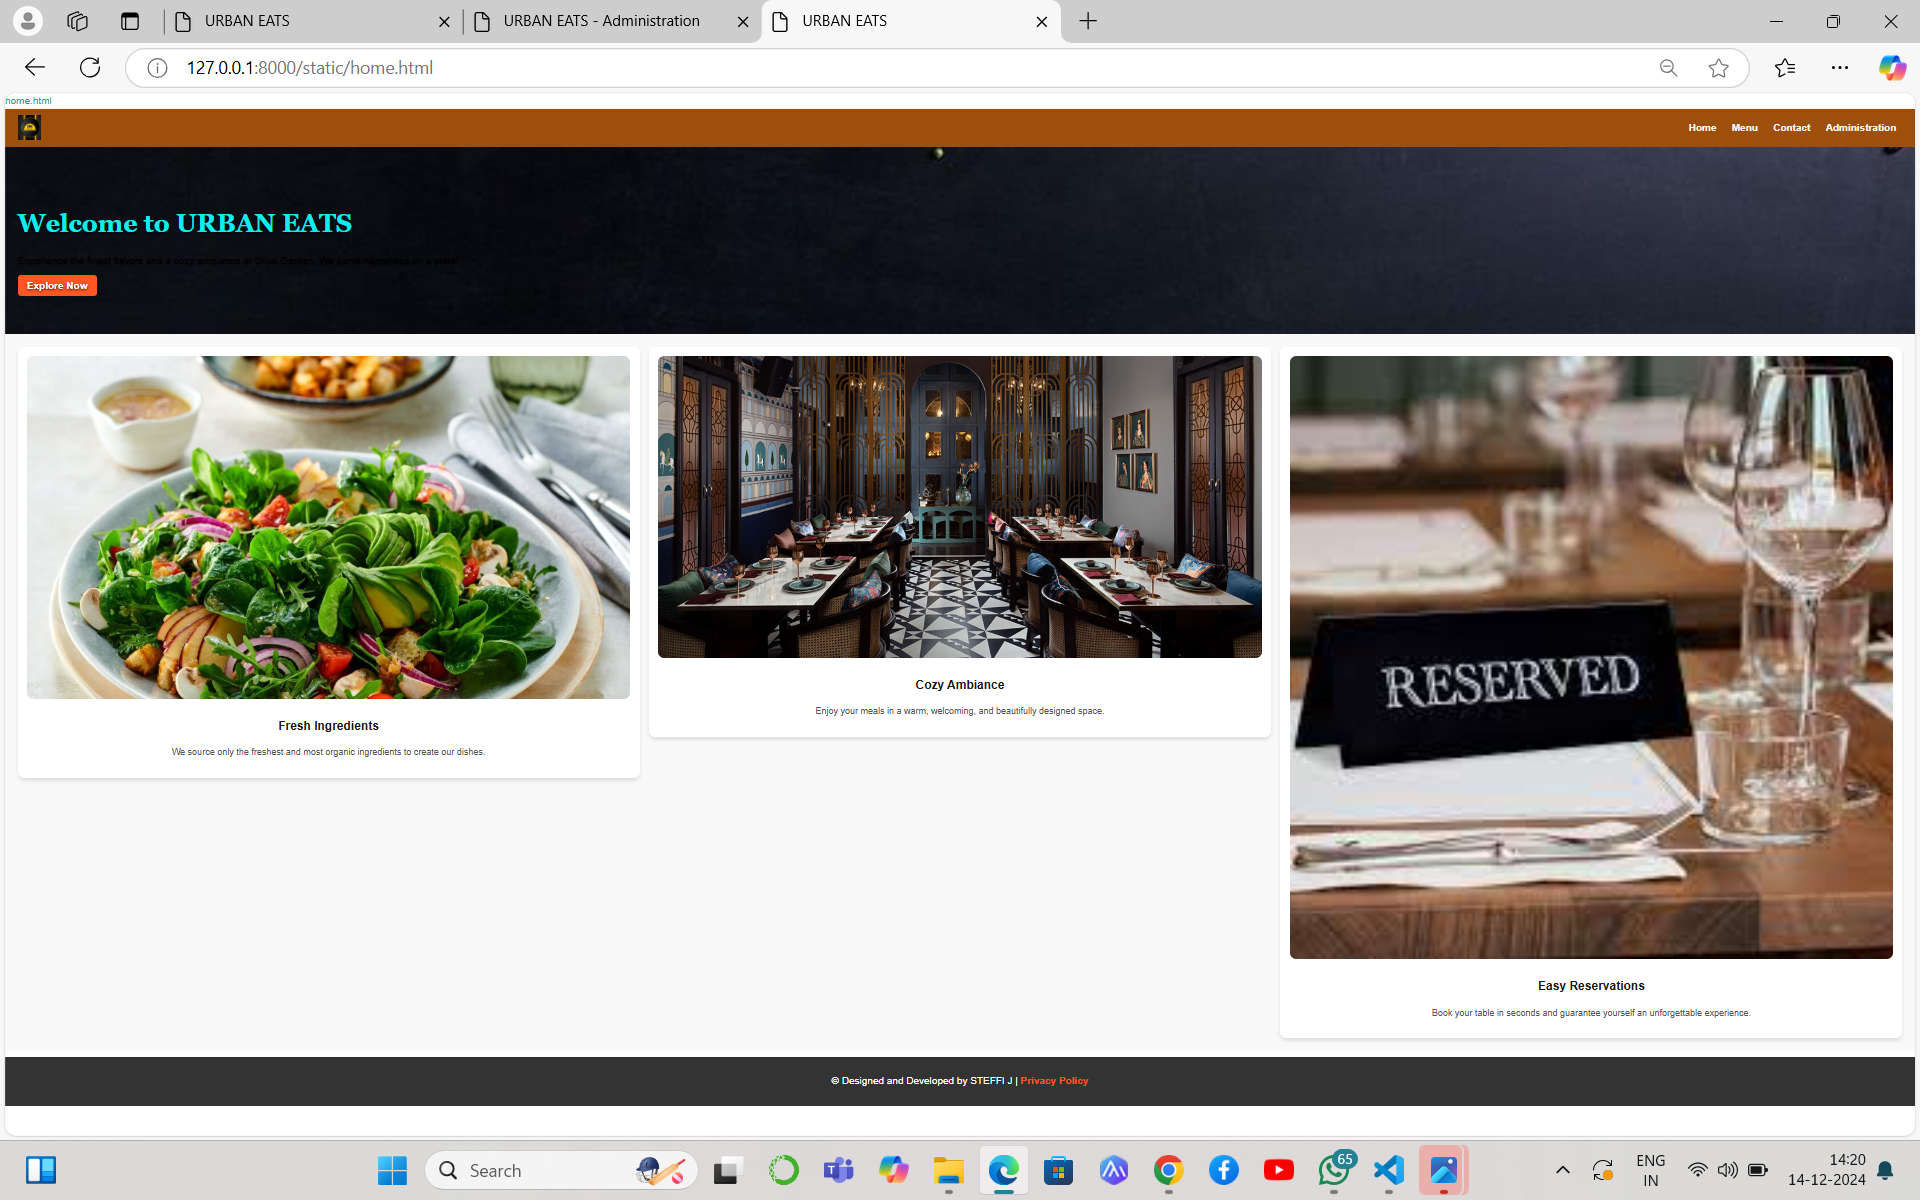 URBAN EATS
URBAN EATS - Administration
URBAN EATS
127.0.0.1:8000/static/home.html
home.html
Home Menu Contact Administration
Welcome to URBAN EATS
Experience the finest flavors and a cozy ambiance at Olive Garden. We serve happiness on a plate!
Explore Now
RESERVED
Fresh Ingredients
We source only the freshest and most organic ingredients to create our dishes.
Cozy Ambiance
Enjoy your meals in a warm, welcoming, and beautifully designed space.
Easy Reservations
Book your table in seconds and guarantee yourself an unforgettable experience.
© Designed and Developed by STEFFI J | Privacy Policy
Search
65
ENG
IN
14:20
14-12-2024